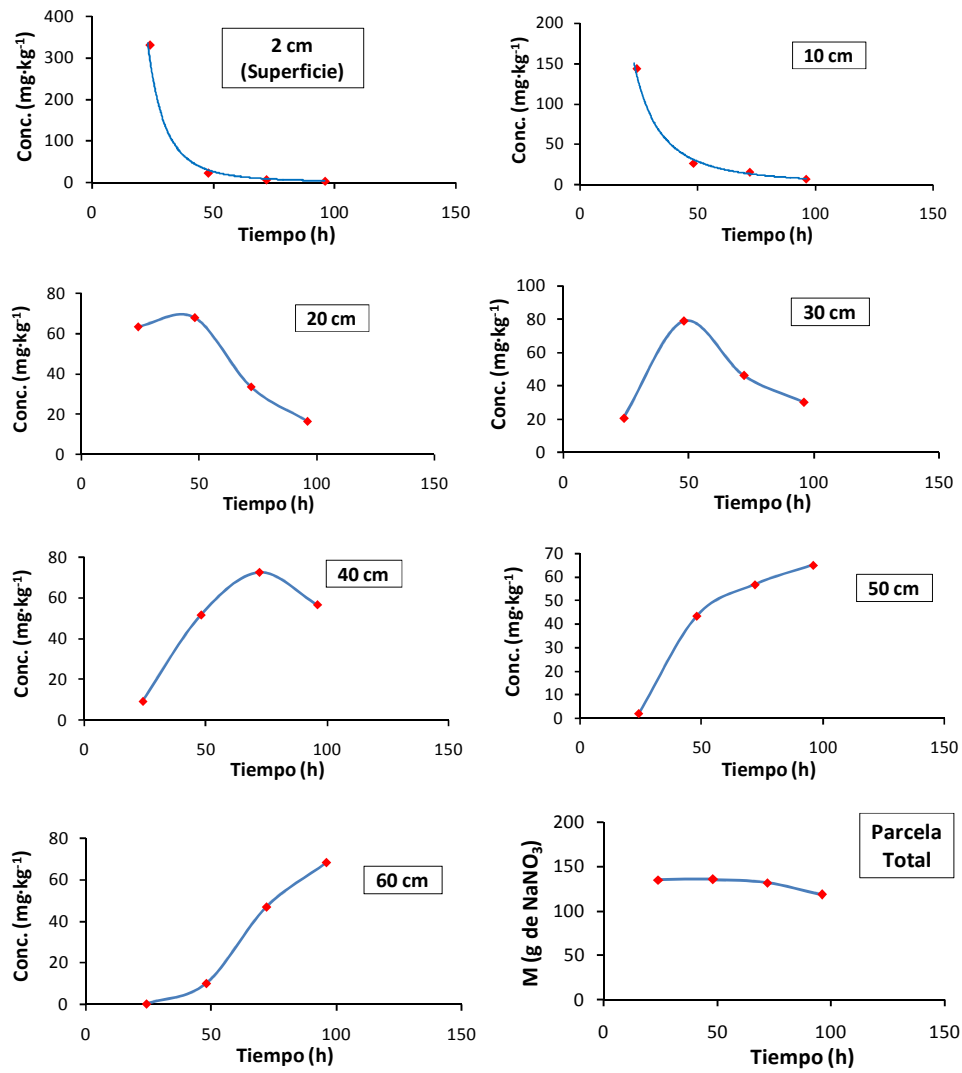 Conc. (mg·kg⁻¹)
400
300
200
100
0
2 cm
(Superficie)
0 50 100 150
Tiempo (h)
Conc. (mg·kg⁻¹)
200
150
100
50
0
10 cm
0 50 100 150
Tiempo (h)
Conc. (mg·kg⁻¹)
80
60
40
20
0
20 cm
0 50 100 150
Tiempo (h)
Conc. (mg·kg⁻¹)
100
80
60
40
20
0
30 cm
0 50 100 150
Tiempo (h)
Conc. (mg·kg⁻¹)
80
60
40
20
0
40 cm
0 50 100 150
Tiempo (h)
Conc. (mg·kg⁻¹)
70
60
50
40
30
20
10
0
50 cm
0 50 100 150
Tiempo (h)
Conc. (mg·kg⁻¹)
80
60
40
20
0
60 cm
0 50 100 150
Tiempo (h)
M (g de NaNO₃)
200
150
100
50
0
Parcela
Total
0 50 100 150
Tiempo (h)